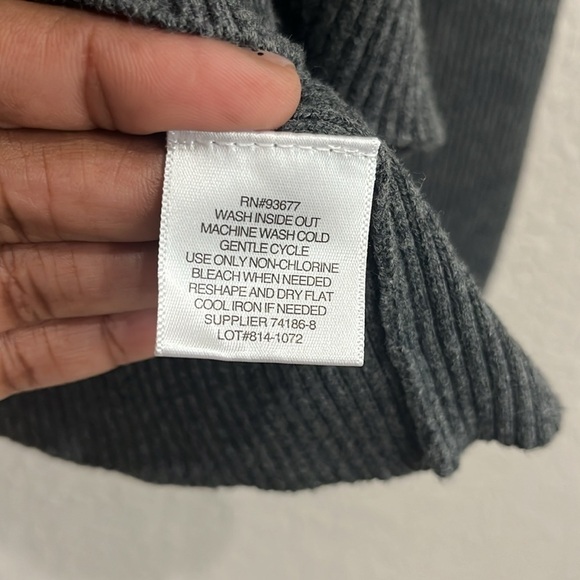 RN#93677
WASH INSIDE OUT
MACHINE WASH COLD
GENTLE CYCLE
USE ONLY NON-CHLORINE
BLEACH WHEN NEEDED
RESHAPE AND DRY FLAT
COOL IRON IF NEEDED
SUPPLIER 74186-8
LOT#814-1072